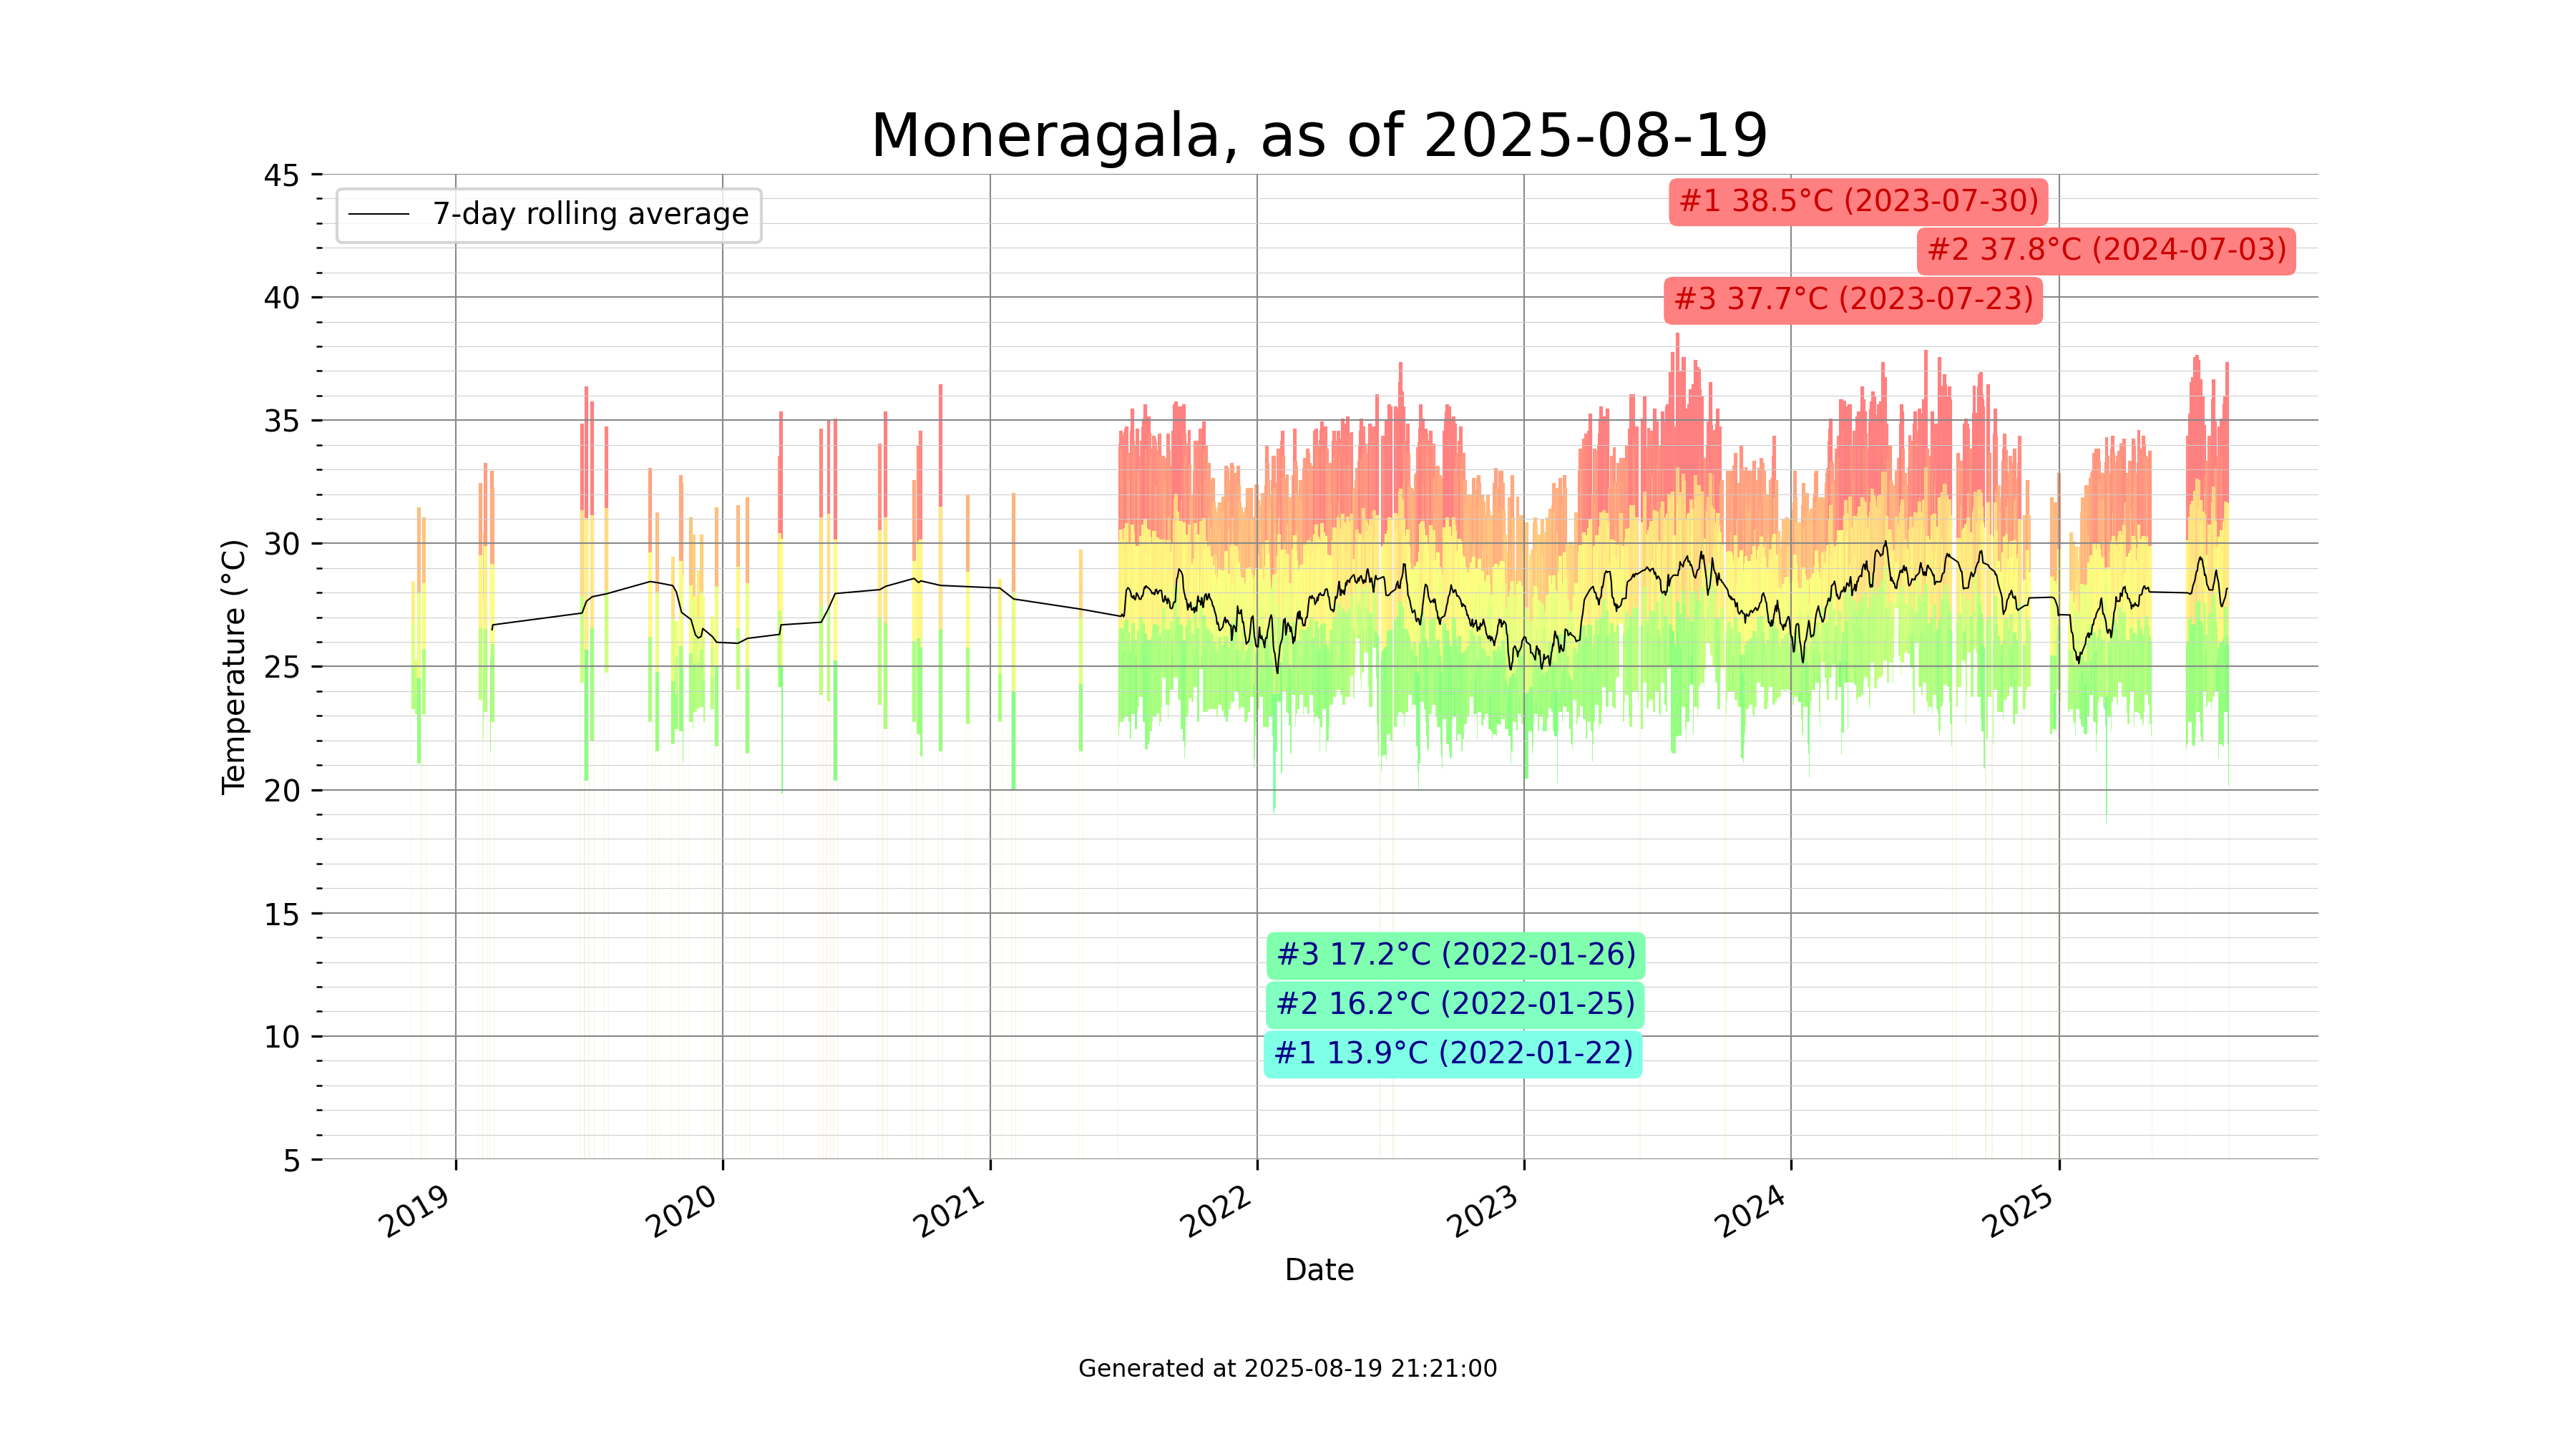 Moneragala, as of 2025-08-19
45
40
35
30
25
20
15
10
5
Temperature (°C)
7-day rolling average
#1 38.5°C (2023-07-30)
#2 37.8°C (2024-07-03)
#3 37.7°C (2023-07-23)
#3 17.2°C (2022-01-26)
#2 16.2°C (2022-01-25)
#1 13.9°C (2022-01-22)
2019
2020
2021
2022
2023
2024
2025
Date
Generated at 2025-08-19 21:21:00